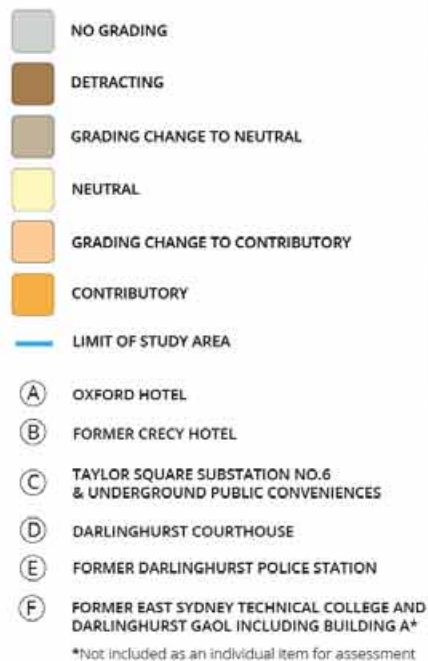 NO GRADING
DETRACTING
GRADING CHANGE TO NEUTRAL
NEUTRAL
GRADING CHANGE TO CONTRIBUTORY
CONTRIBUTORY
LIMIT OF STUDY AREA
A OXFORD HOTEL
B FORMER CRECY HOTEL
C TAYLOR SQUARE SUBSTATION NO.6
& UNDERGROUND PUBLIC CONVENIENCES
D DARLINGHURST COURTHOUSE
E FORMER DARLINGHURST POLICE STATION
F FORMER EAST SYDNEY TECHNICAL COLLEGE AND
DARLINGHURST GAOL INCLUDING BUILDING A*
*Not included as an individual item for assessment